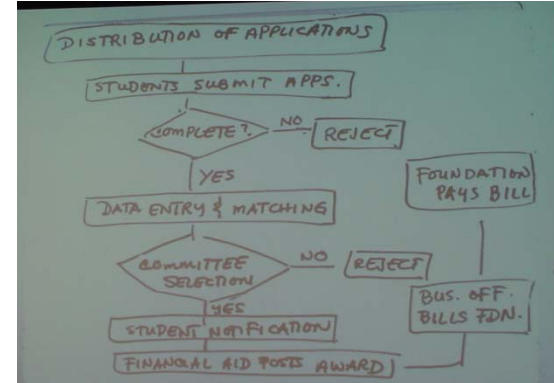 DISTRIBUTION OF APPLICATIONS
STUDENTS SUBMIT APPS.
COMPLETE?
NO
REJECT
YES
DATA ENTRY & MATCHING
COMMITTEE
SELECTION
NO
REJECT
YES
STUDENT NOTIFICATION
FINANCIAL AID POSTS AWARD
BUS. OFF.
BILLS FDN.
FOUNDATION
PAYS BILL